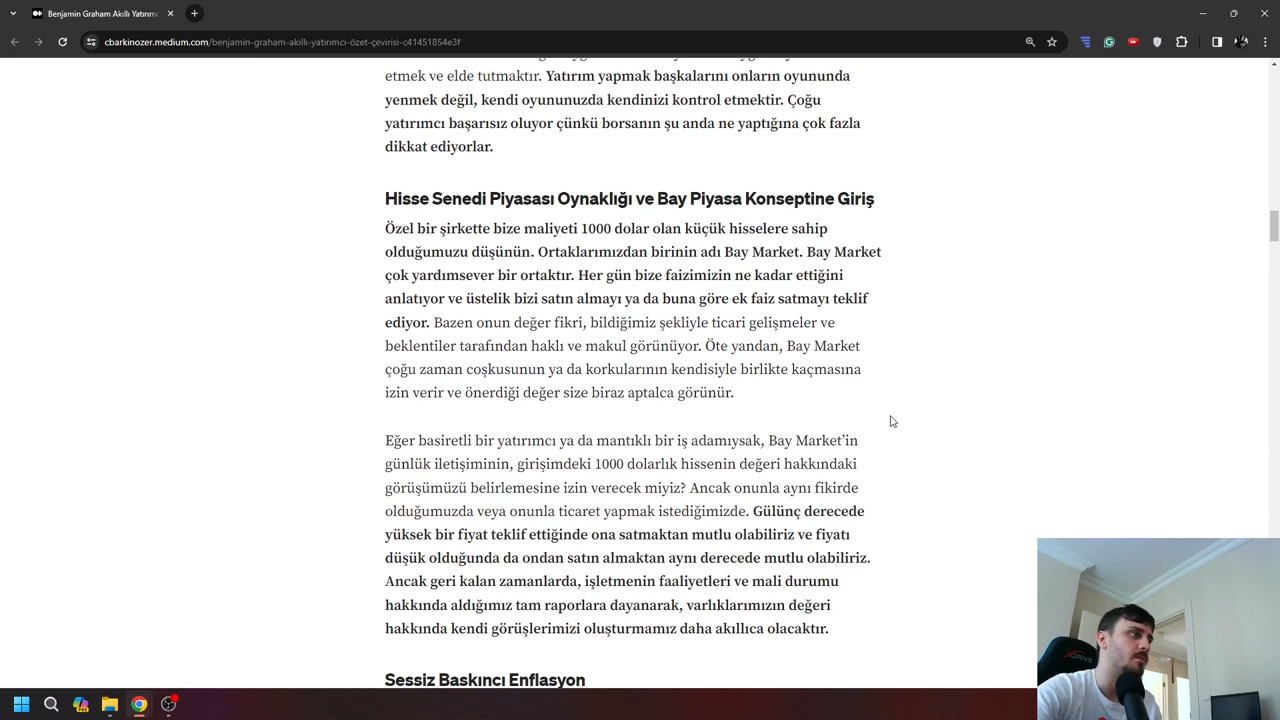 Benjamin Graham Akıllı Yatırımc
cbarkinozer.medium.com/benjamin-graham-akıllı-yatırımcı-özet-çevirisi-c41451854e3f
etmek ve elde tutmaktır. Yatırım yapmak başkalarını onların oyununda
yenmek değil, kendi oyununuzda kendinizi kontrol etmektir. Çoğu
yatırımcı başarısız oluyor çünkü borsanın şu anda ne yaptığına çok fazla
dikkat ediyorlar.
Hisse Senedi Piyasası Oynaklığı ve Bay Piyasa Konseptine Giriş
Özel bir şirkette bize maliyeti 1000 dolar olan küçük hisselere sahip
olduğumuzu düşünün. Ortaklarımızdan birinin adı Bay Market. Bay Market
çok yardımsever bir ortaktır. Her gün bize faizimizin ne kadar ettiğini
anlatıyor ve üstelik bizi satın almayı ya da buna göre ek faiz satmayı teklif
ediyor. Bazen onun değer fikri, bildiğimiz şekliyle ticari gelişmeler ve
beklentiler tarafından haklı ve makul görünüyor. Öte yandan, Bay Market
çoğu zaman coşkusunun ya da korkularının kendisiyle birlikte kaçmasına
izin verir ve önerdiği değer size biraz aptalca görünür.
Eğer basiretli bir yatırımcı ya da mantıklı bir iş adamıysak, Bay Market’in
günlük iletişiminin, girişimdeki 1000 dolarlık hissenin değeri hakkındaki
görüşümüzü belirlemesine izin verecek miyiz? Ancak onunla aynı fikirde
olduğumuzda veya onunla ticaret yapmak istediğimizde. Gülünç derecede
yüksek bir fiyat teklif ettiğinde ona satmaktan mutlu olabiliriz ve fiyatı
düşük olduğunda da ondan satın almaktan aynı derecede mutlu olabiliriz.
Ancak geri kalan zamanlarda, işletmenin faaliyetleri ve mali durumu
hakkında aldığımız tam raporlara dayanarak, varlıklarımızın değeri
hakkında kendi görüşlerimizi oluşturmamız daha akıllıca olacaktır.
Sessiz Baskıncı Enflasyon